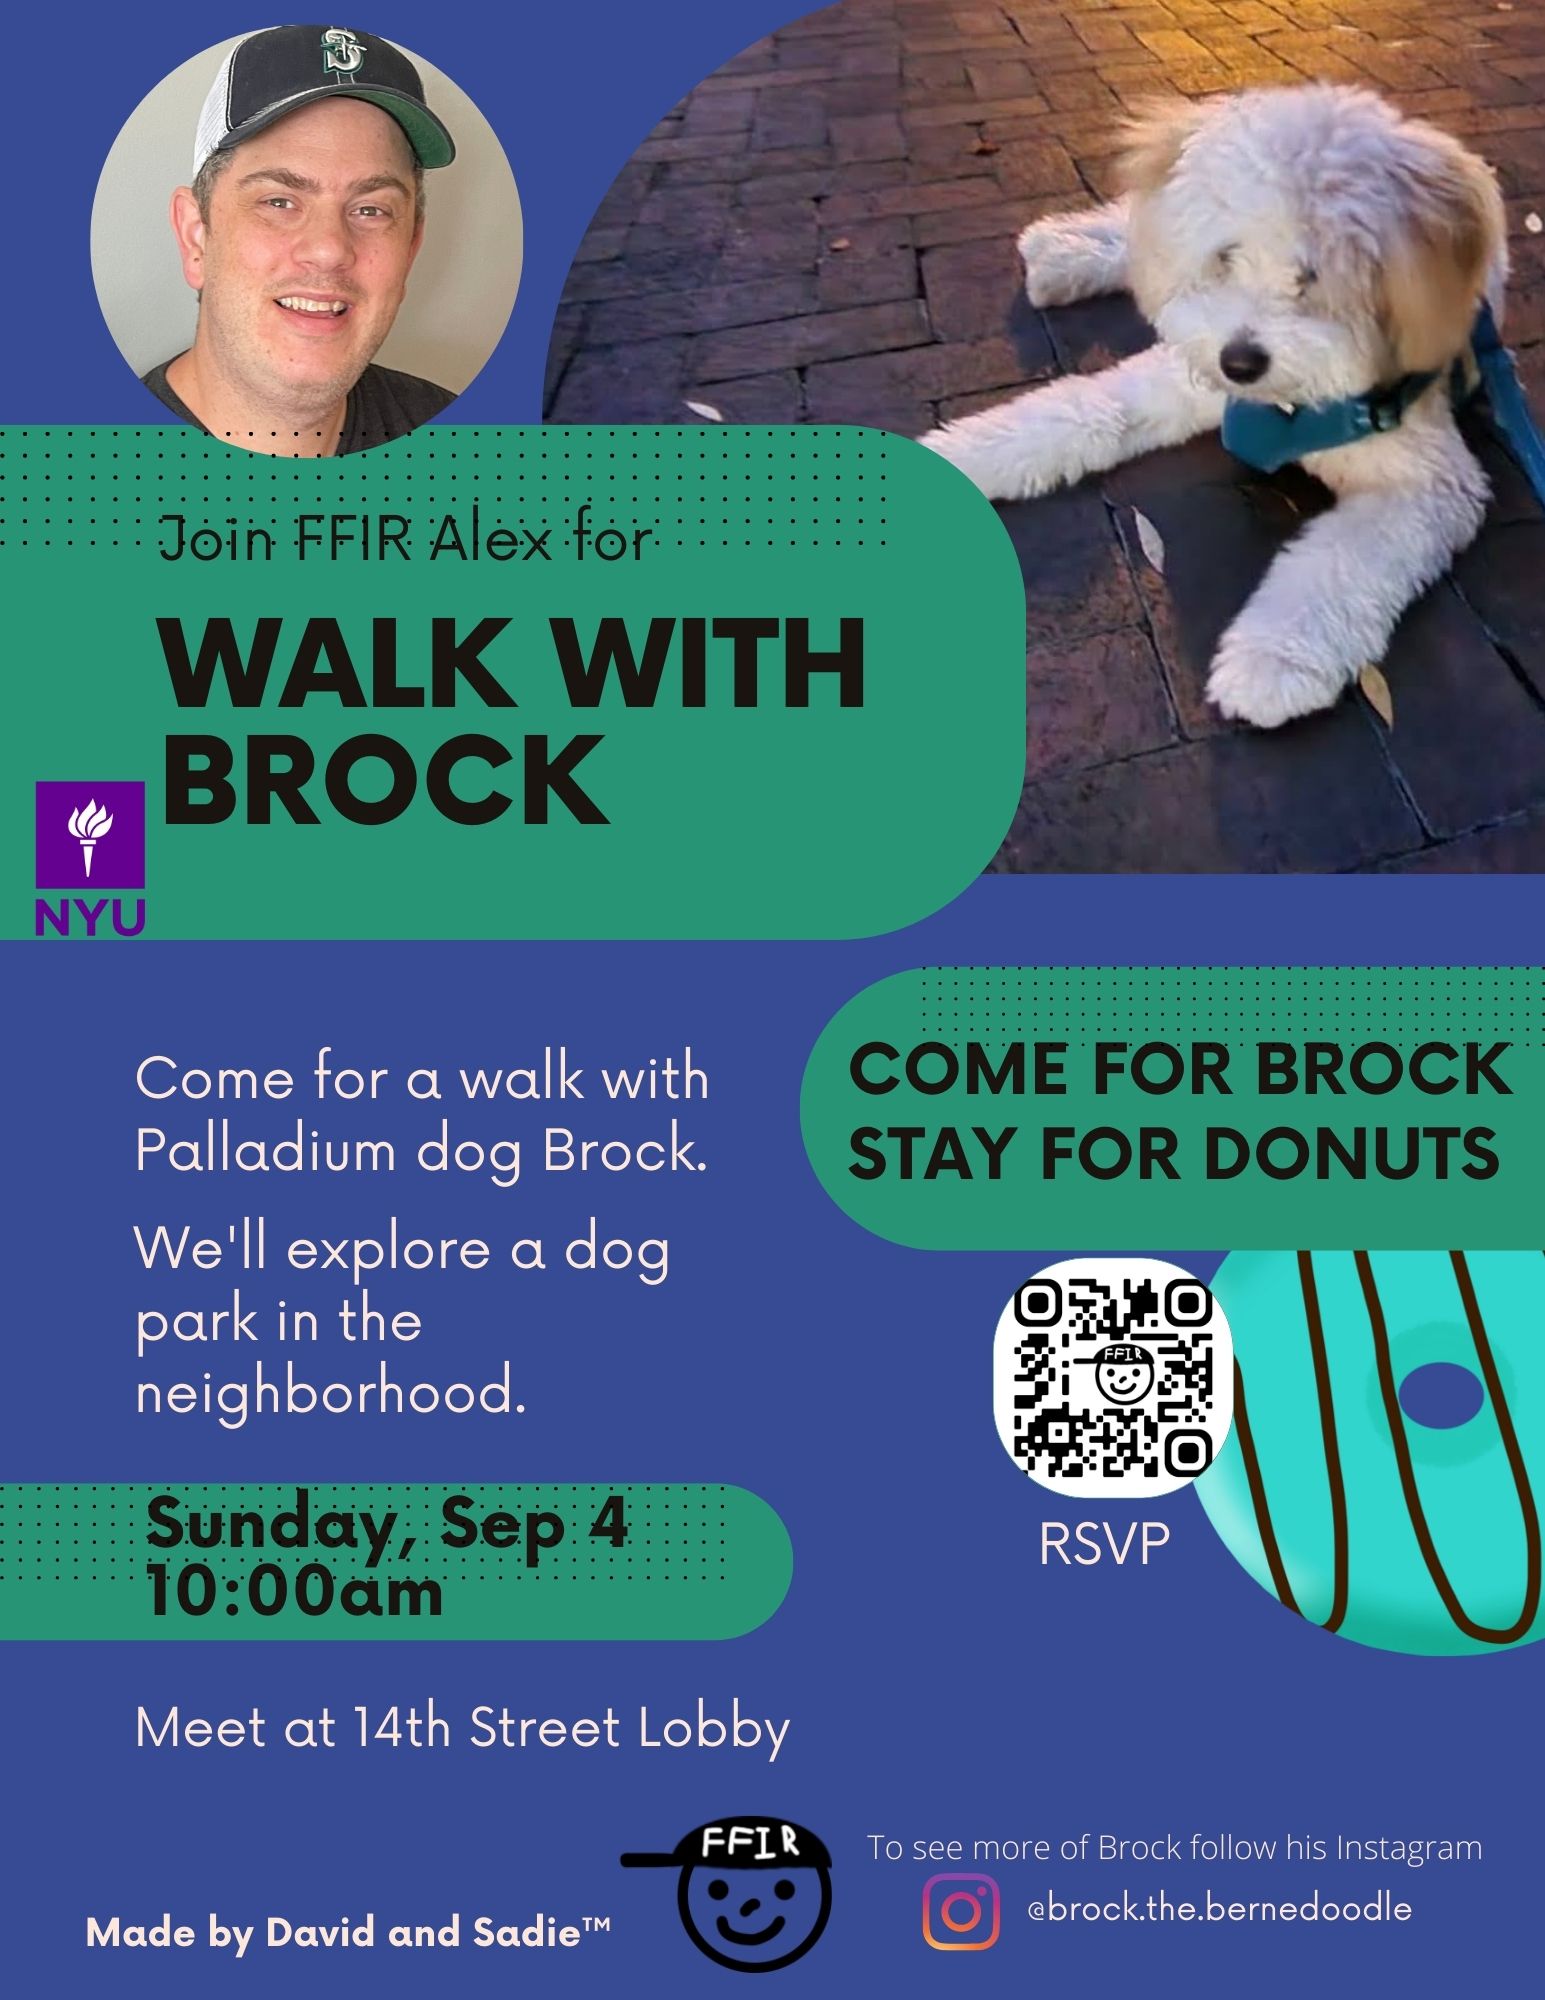 Join FFIR Alex for
WALK WITH
BROCK
NYU
Come for a walk with
Palladium dog Brock.
We'll explore a dog
park in the
neighborhood.
COME FOR BROCK
STAY FOR DONUTS
FFIR
RSVP
Sunday, Sep 4
10:00am
Meet at 14th Street Lobby
FFIR
To see more of Brock follow his Instagram
@brock.the.bernedoodle
Made by David and Sadie™